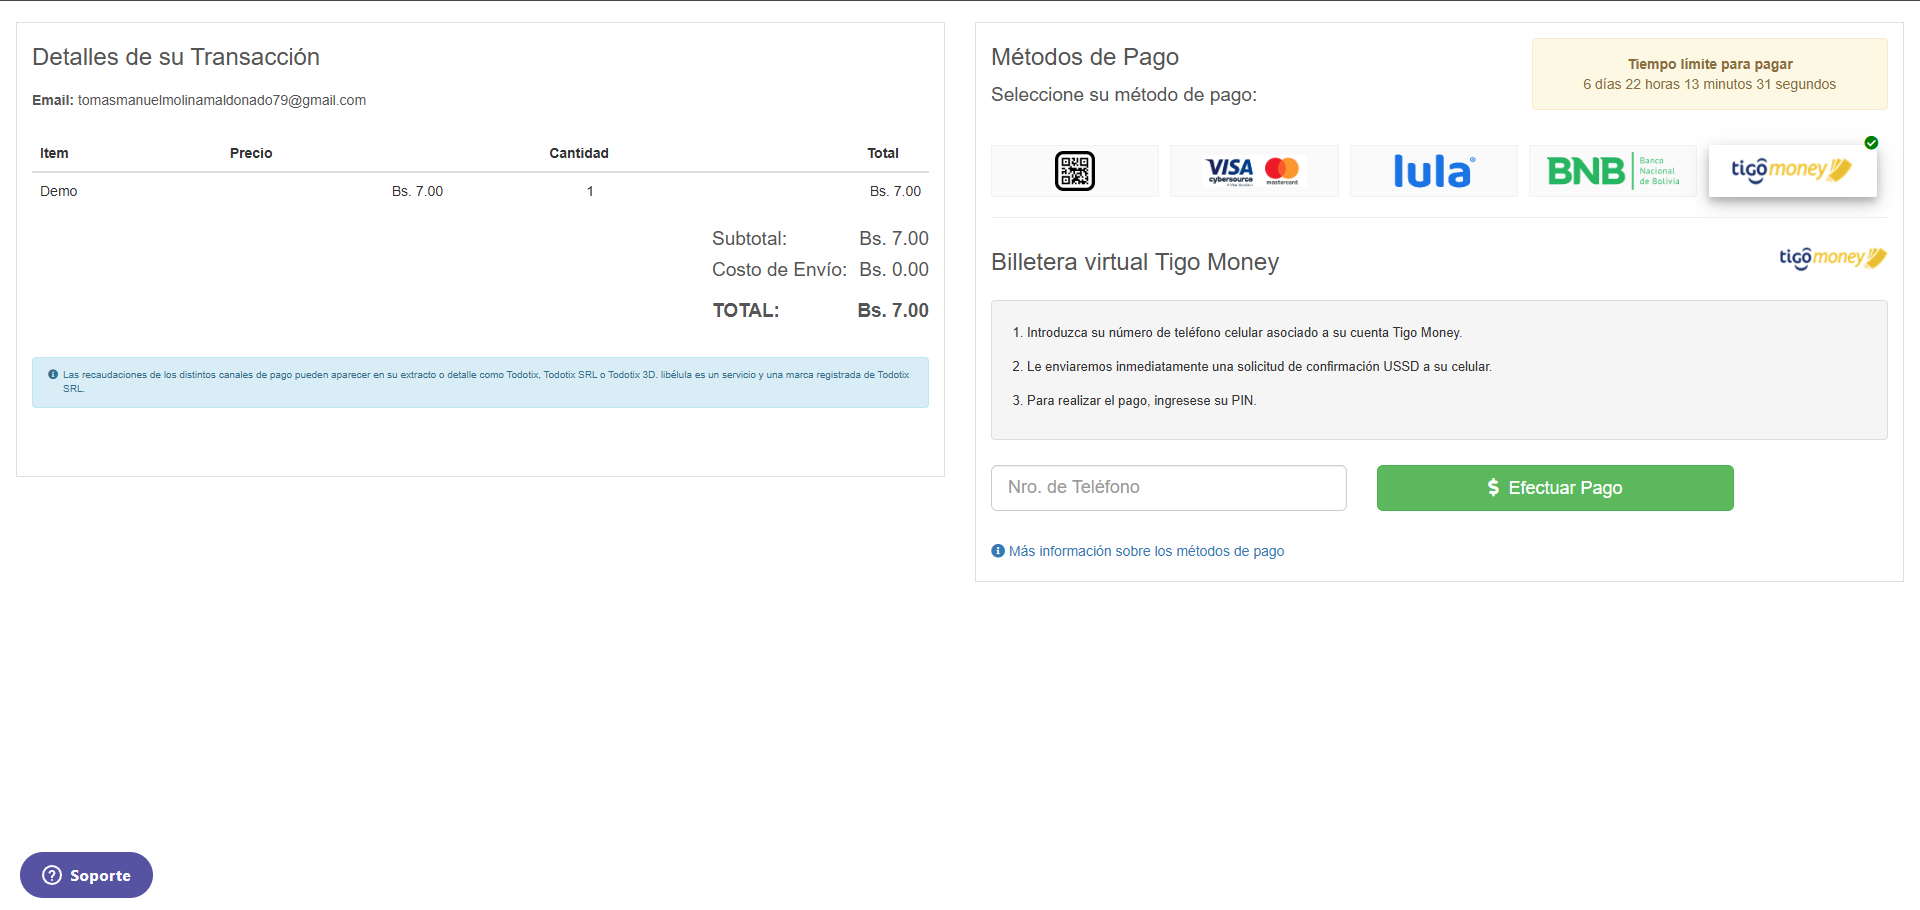 Detalles de su Transacción
Email: tomasmanuelmolinamaldonado79@gmail.com
Item Precio Cantidad Total
Demo Bs. 7.00 1 Bs. 7.00
Subtotal: Bs. 7.00
Costo de Envío: Bs. 0.00
TOTAL: Bs. 7.00
Las recaudaciones de los distintos canales de pago pueden aparecer en su extracto o detalle como Todotix, Todotix SRL o Todotix 3D. libélula es un servicio y una marca registrada de Todotix
SRL.
Métodos de Pago
Seleccione su método de pago:
Tiempo límite para pagar
6 días 22 horas 13 minutos 31 segundos
VISA
cybersource
mastercard
lula
BNB
Banco
Nacional
de Bolivia
tigo money
Billetera virtual Tigo Money
tigo money
1. Introduzca su número de teléfono celular asociado a su cuenta Tigo Money.
2. Le enviaremos inmediatamente una solicitud de confirmación USSD a su celular.
3. Para realizar el pago, ingresese su PIN.
Nro. de Teléfono
$ Efectuar Pago
Más información sobre los métodos de pago
Soporte